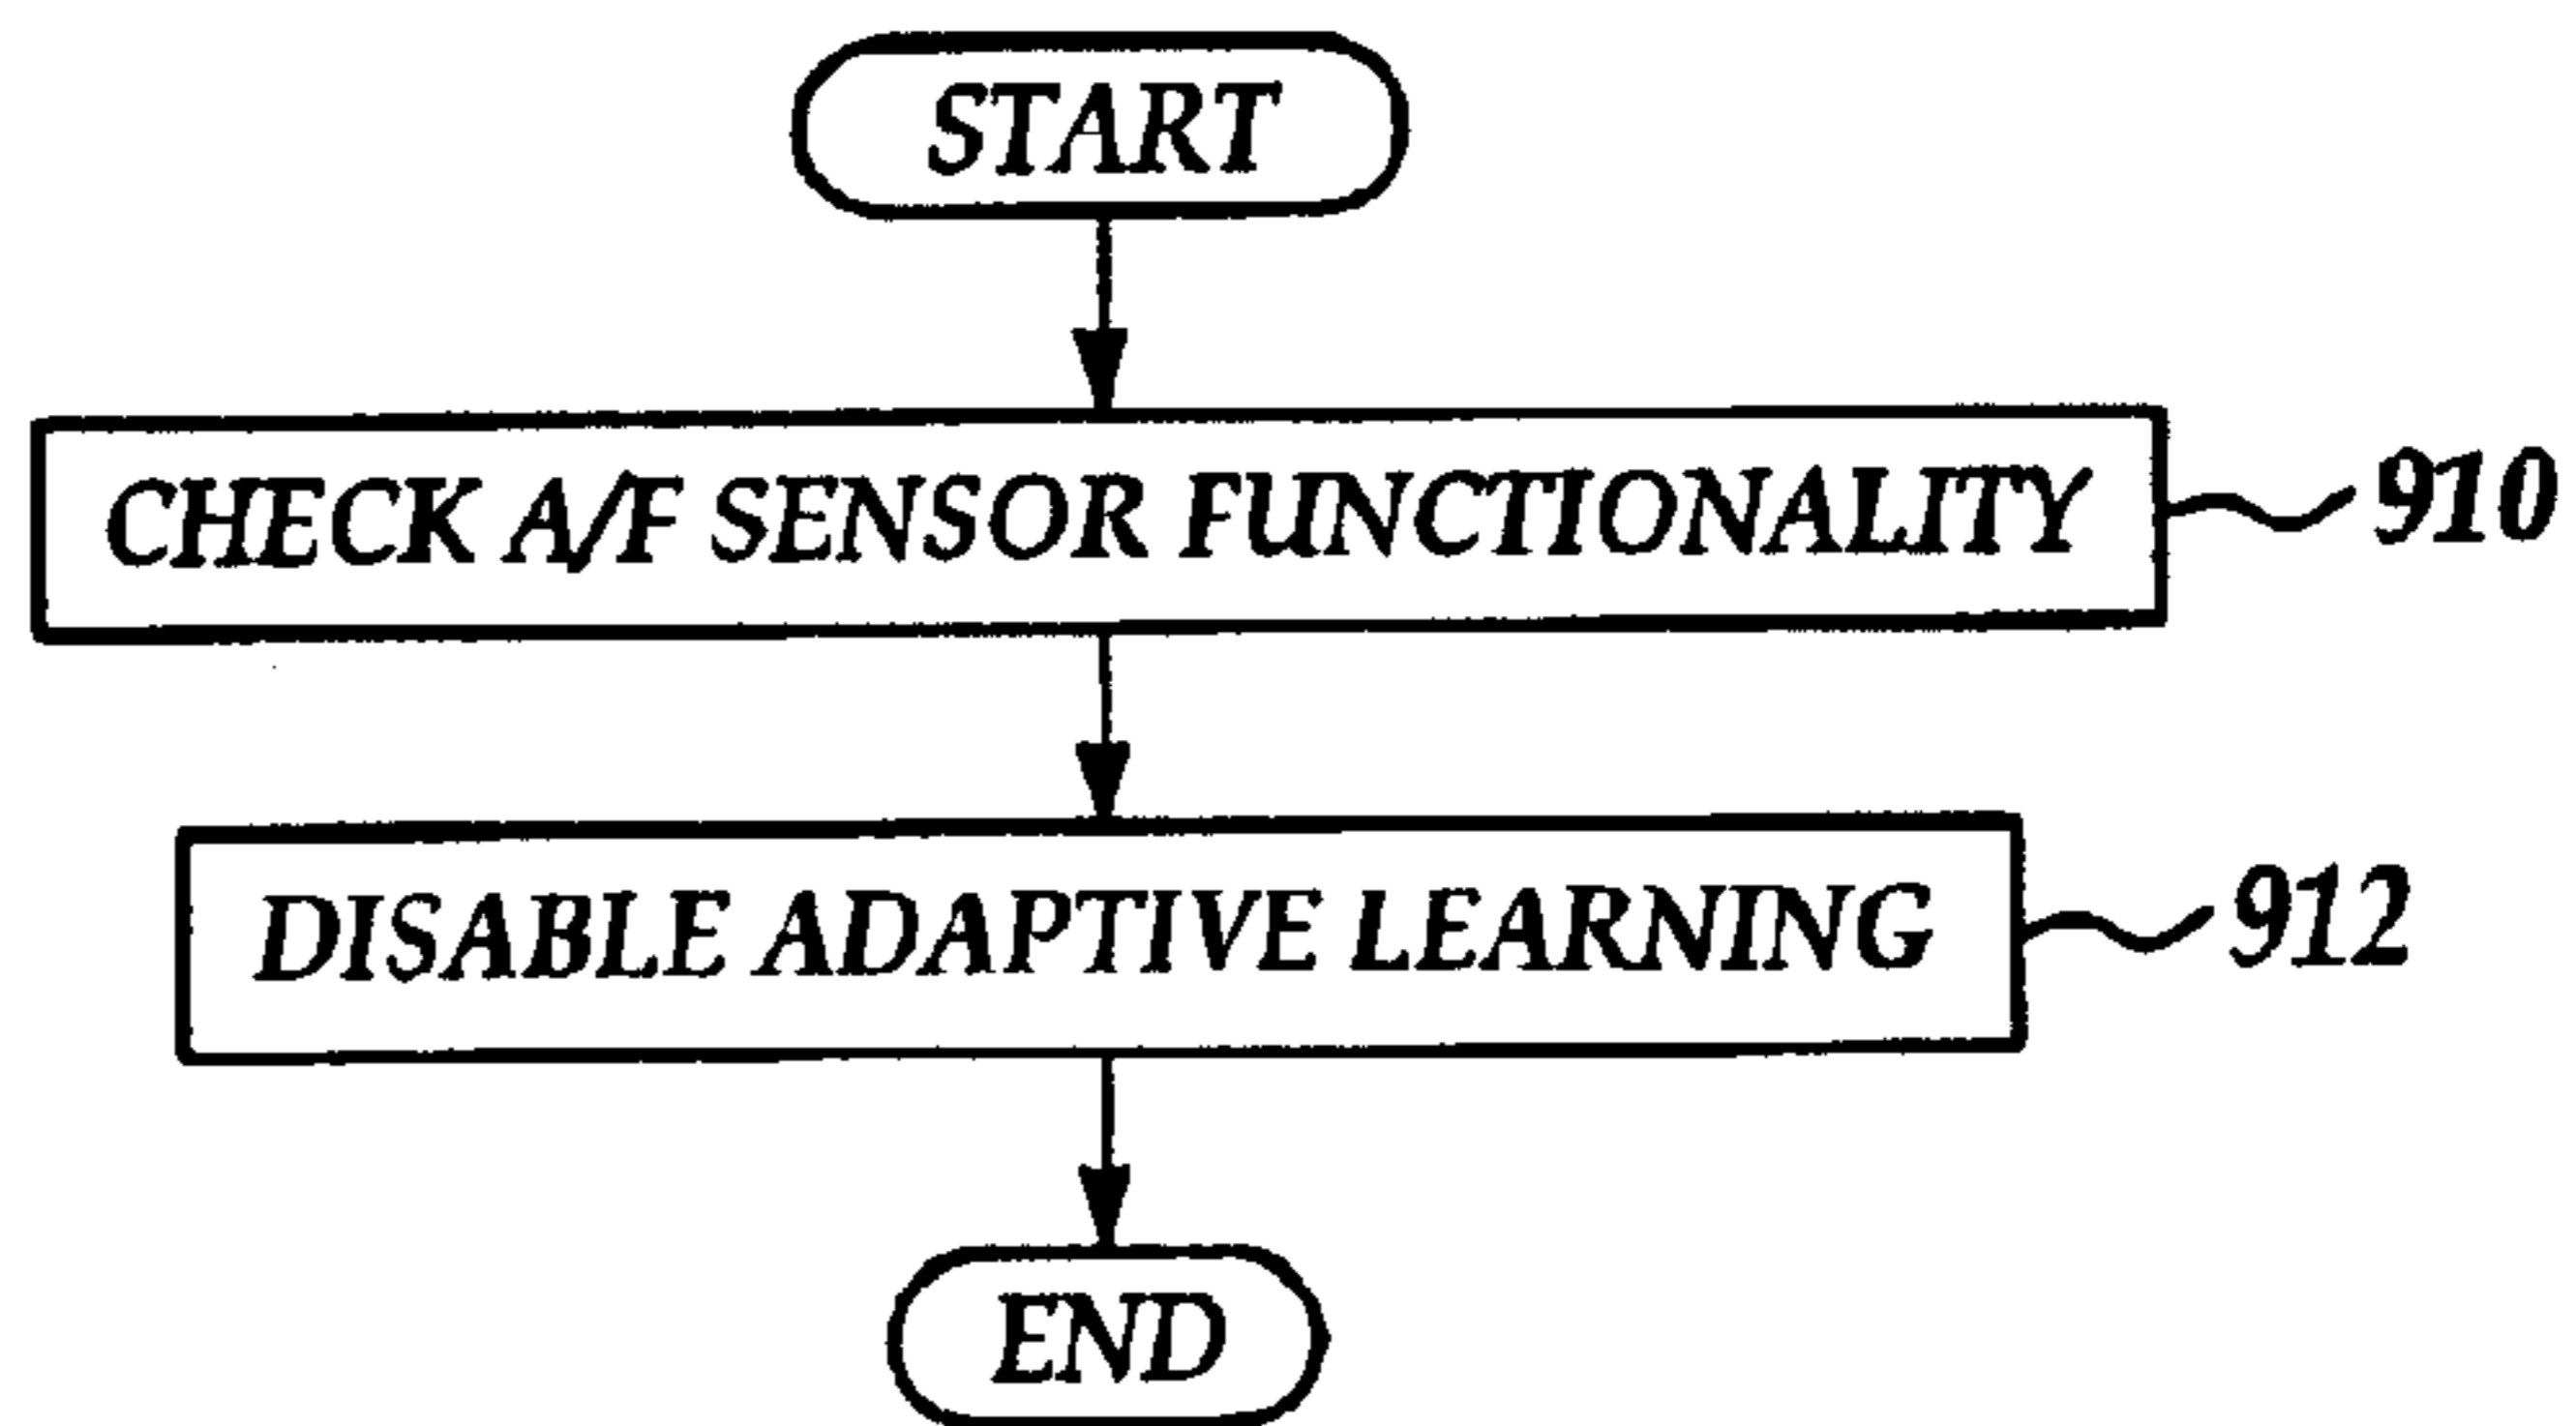 START
CHECK A/F SENSOR FUNCTIONALITY
910
DISABLE ADAPTIVE LEARNING
912
END